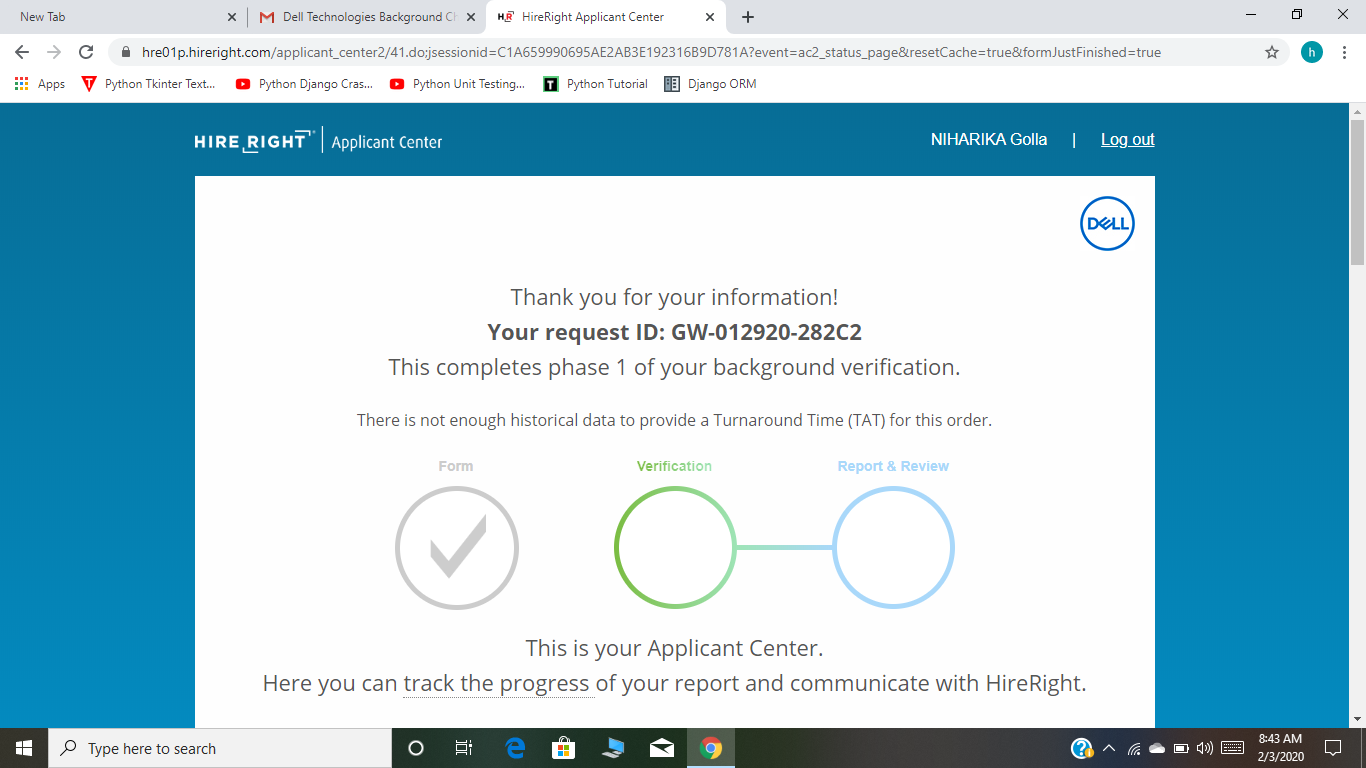 New Tab
Dell Technologies Background Ch
HireRight Applicant Center
hre01p.hireright.com/applicant_center2/41.do;jsessionid=C1A659990695AE2AB3E192316B9D781A?event=ac2_status_page&resetCache=true&formJustFinished=true
h
Apps
Python Tkinter Text...
Python Django Cras...
Python Unit Testing...
Python Tutorial
Django ORM
HIRE RIGHT | Applicant Center
NIHARIKA Golla | Log out
DELL
Thank you for your information!
Your request ID: GW-012920-282C2
This completes phase 1 of your background verification.
There is not enough historical data to provide a Turnaround Time (TAT) for this order.
Form
Verification
Report & Review
This is your Applicant Center.
Here you can track the progress of your report and communicate with HireRight.
Type here to search
8:43 AM
2/3/2020